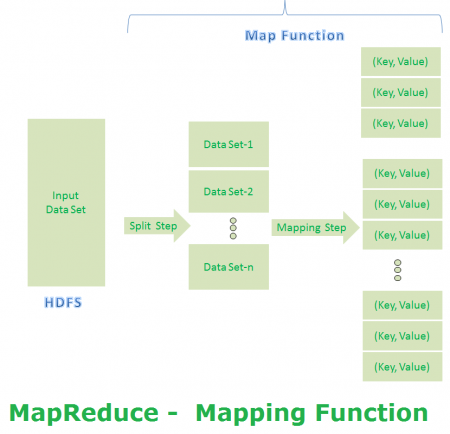 Map Function
(Key, Value)
(Key, Value)
(Key, Value)
Input
Data Set
HDFS
Split Step
Data Set-1
Data Set-2
Data Set-n
Mapping Step
(Key, Value)
(Key, Value)
(Key, Value)
(Key, Value)
(Key, Value)
(Key, Value)
MapReduce - Mapping Function